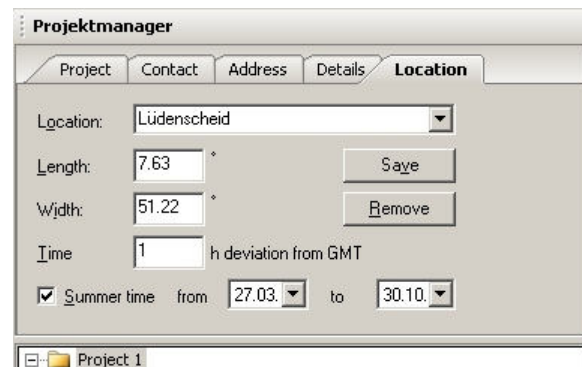 Projektmanager
Project Contact Address Details Location
Location: Lüdenscheid
Length: 7.63 ° Save
Width: 51.22 ° Remove
Time 1 h deviation from GMT
Summer time from 27.03. to 30.10.
Project 1